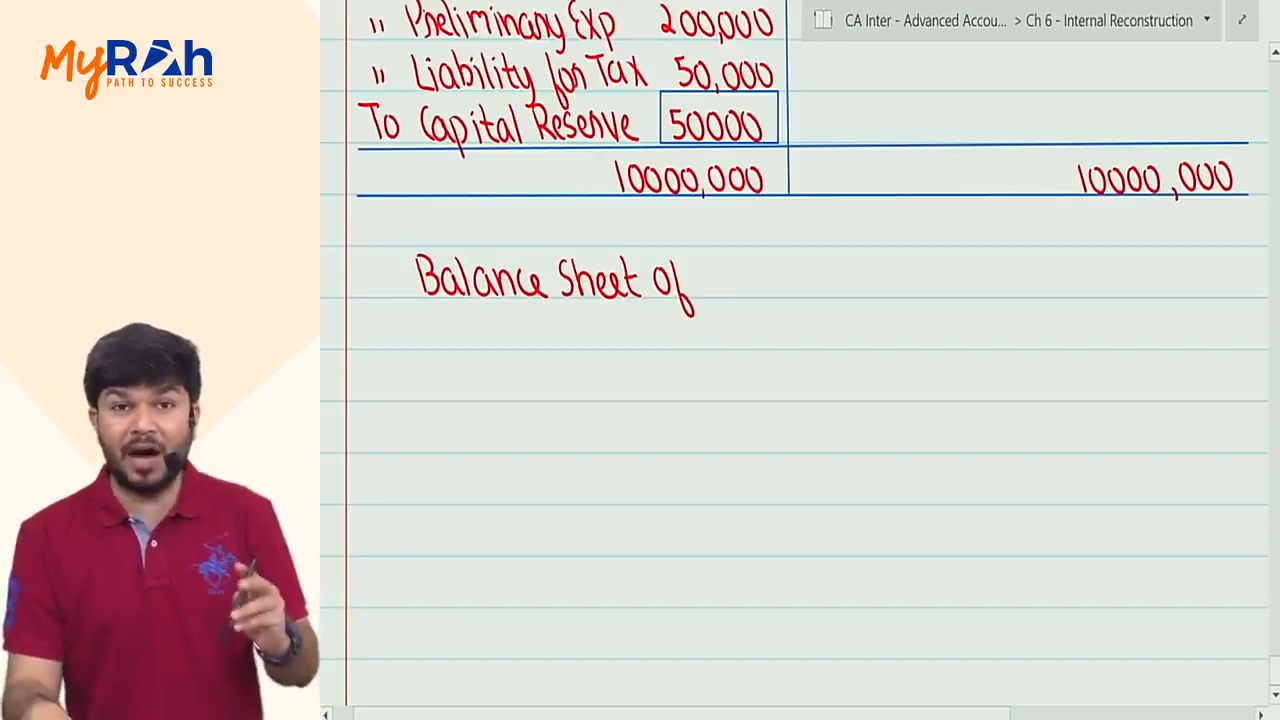 MyRAh
PATH TO SUCCESS
CA Inter - Advanced Accou... > Ch 6 - Internal Reconstruction
" Preliminary Exp 200,000
" Liability for Tax 50,000
To Capital Reserve 50000
10000,000 10000,000
Balance Sheet of